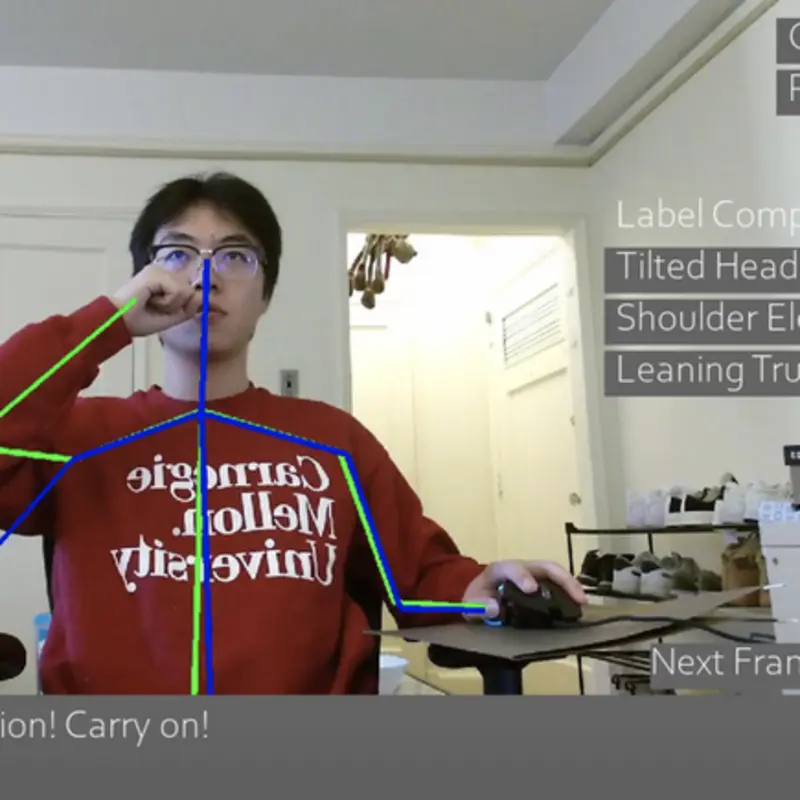 Label Comp
Tilted Head
Shoulder Ele
Leaning Tru
Carnegie
Mellon.
University
Next Fran
ion! Carry on!